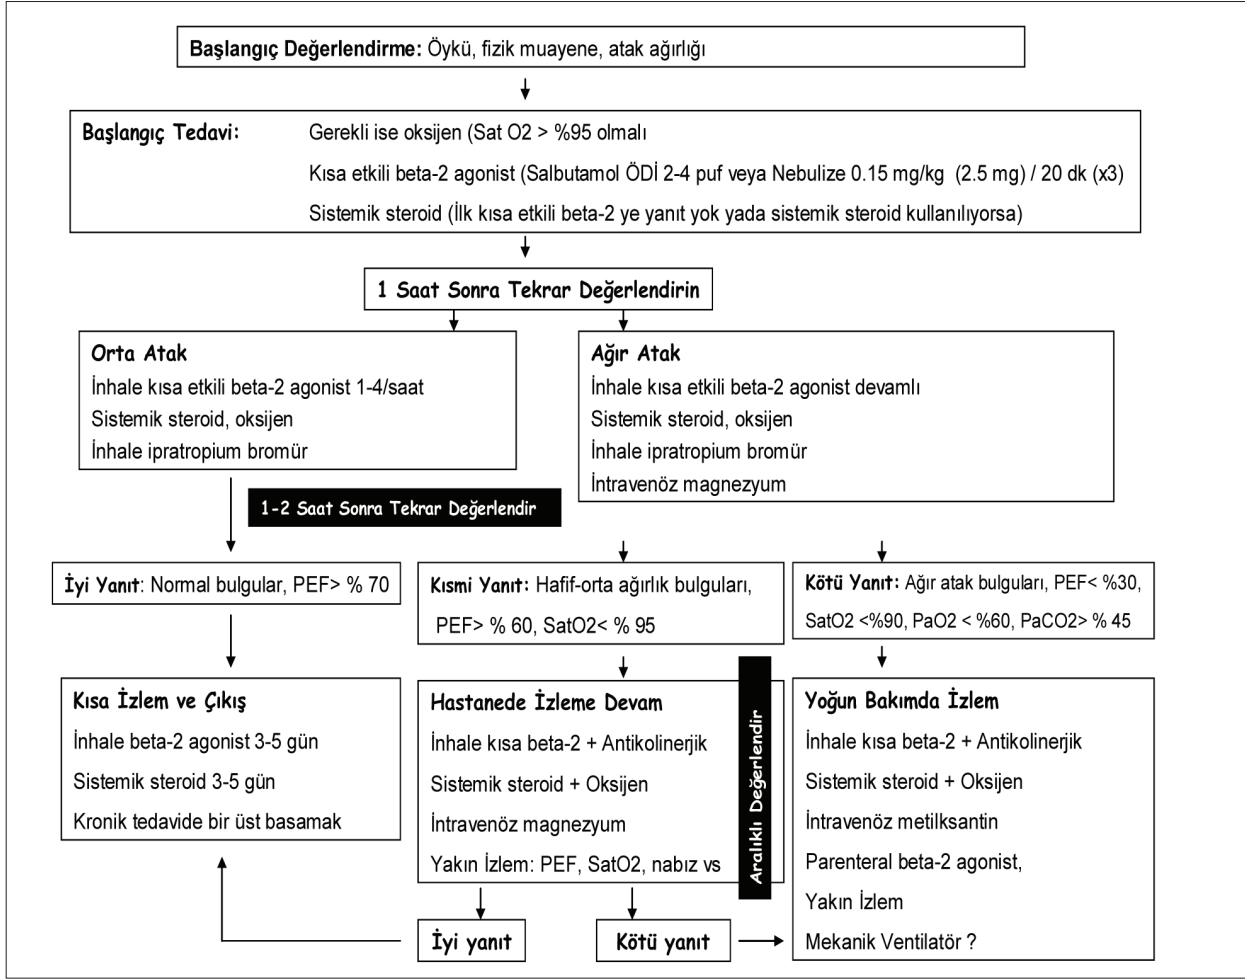 Başlangıç Değerlendirme: Öykü, fizik muayene, atak ağırlığı
Başlangıç Tedavi: Gerekli ise oksijen (Sat O2 > %95 olmalı
Kısa etkili beta-2 agonist (Salbutamol ÖDİ 2-4 puf veya Nebulize 0.15 mg/kg (2.5 mg) / 20 dk (x3)
Sistemik steroid (İlk kısa etkili beta-2 ye yanıt yok yada sistemik steroid kullanılıyorsa)
1 Saat Sonra Tekrar Değerlendirin
Orta Atak
İnhale kısa etkili beta-2 agonist 1-4/saat
Sistemik steroid, oksijen
İnhale ipratropium bromür
Ağır Atak
İnhale kısa etkili beta-2 agonist devamlı
Sistemik steroid, oksijen
İnhale ipratropium bromür
İntravenöz magnezyum
1-2 Saat Sonra Tekrar Değerlendir
İyi Yanıt: Normal bulgular, PEF> % 70
Kısmi Yanıt: Hafif-orta ağırlık bulguları,
PEF> % 60, SatO2< % 95
Kötü Yanıt: Ağır atak bulguları, PEF< %30,
SatO2 <%90, PaO2 < %60, PaCO2> % 45
Kısa İzlem ve Çıkış
İnhale beta-2 agonist 3-5 gün
Sistemik steroid 3-5 gün
Kronik tedavide bir üst basamak
Hastanede İzleme Devam
İnhale kısa beta-2 + Antikolinerjik
Sistemik steroid + Oksijen
İntravenöz magnezyum
Yakın İzlem: PEF, SatO2, nabız vs
Aralıklı Değerlendir
Yoğun Bakımda İzlem
İnhale kısa beta-2 + Antikolinerjik
Sistemik steroid + Oksijen
İntravenöz metilksantin
Parenteral beta-2 agonist,
Yakın İzlem
Mekanik Ventilatör ?
İyi yanıt
Kötü yanıt